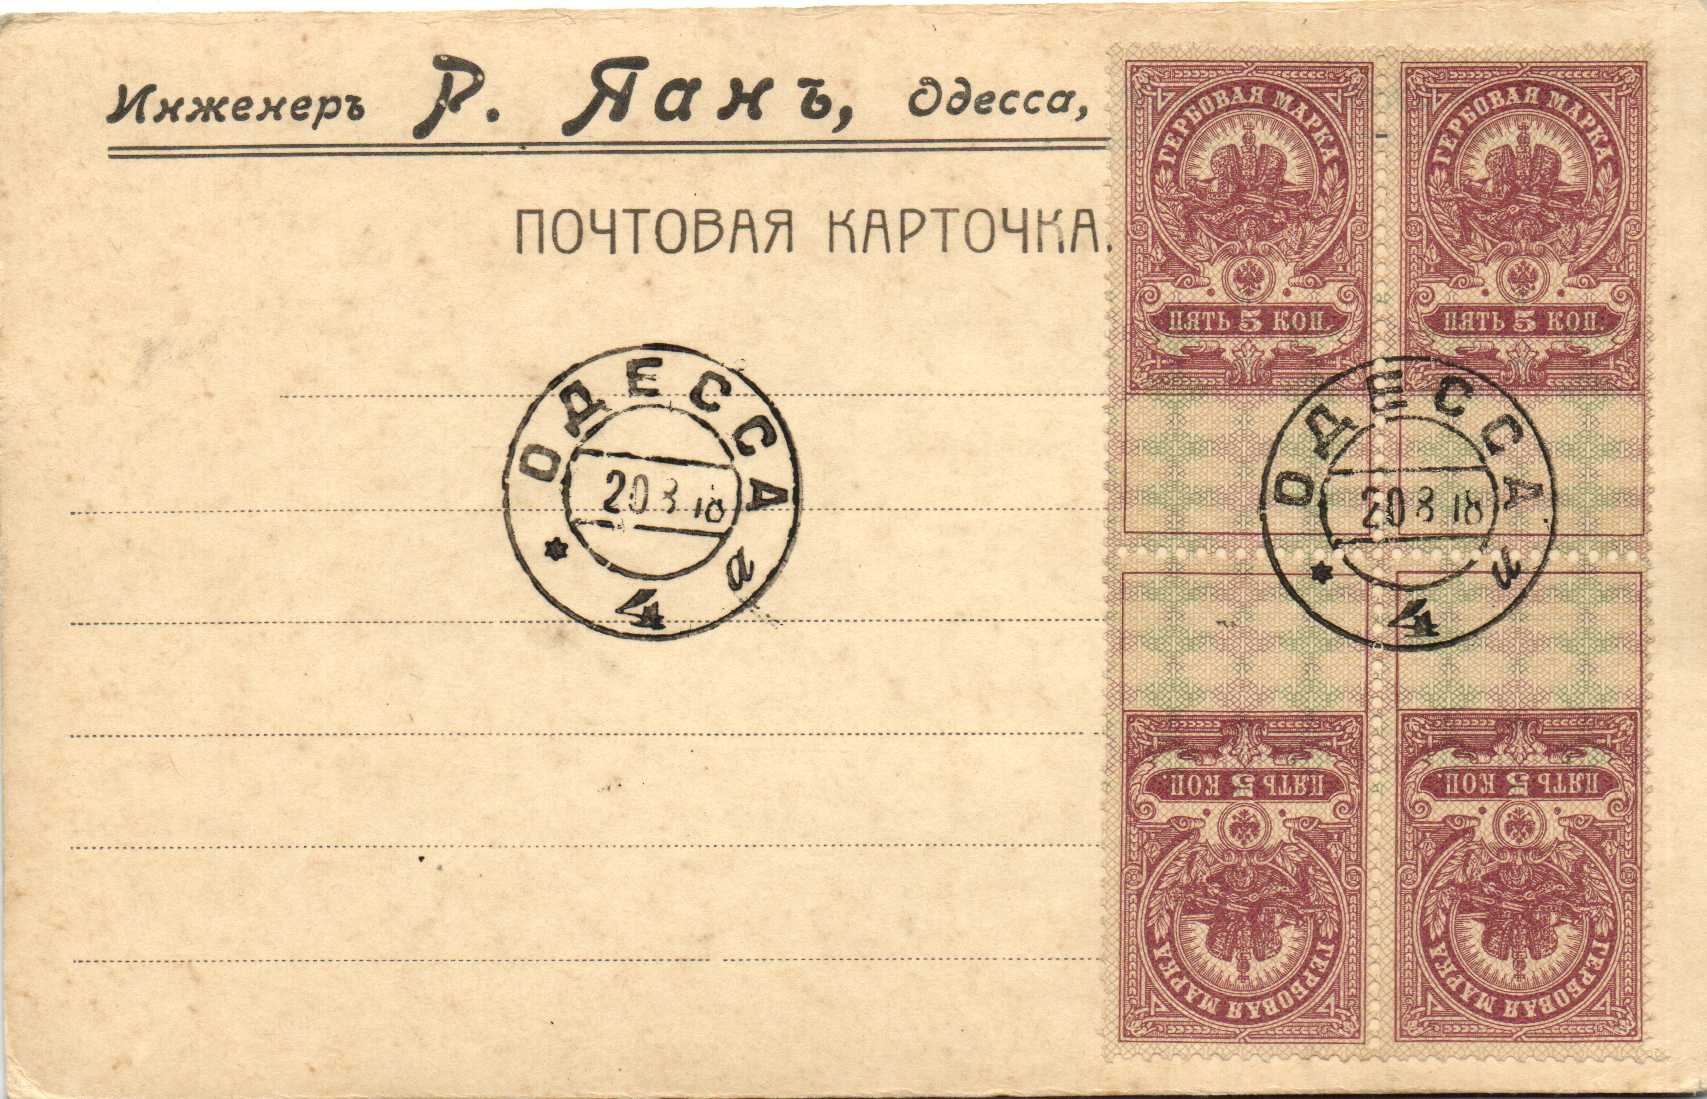 Инженеръ Р. Яанъ, Одесса,
ПОЧТОВАЯ КАРТОЧКА.
ГЕРБОВАЯ МАРКА
ПЯТЬ 5 КОП.
ГЕРБОВАЯ МАРКА
ПЯТЬ 5 КОП.
ОДЕССА
20 8 18
4 а
ОДЕССА
20 8 18
4
ПЯТЬ 5 КОП.
ГЕРБОВАЯ МАРКА
ПЯТЬ 5 КОП.
ГЕРБОВАЯ МАРКА